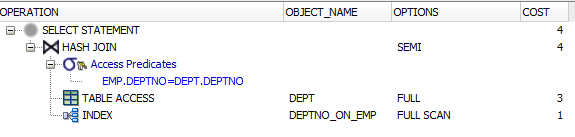 OPERATION OBJECT_NAME OPTIONS COST
SELECT STATEMENT 4
HASH JOIN SEMI 4
Access Predicates
EMP.DEPTNO=DEPT.DEPTNO
TABLE ACCESS DEPT FULL 3
INDEX DEPTNO_ON_EMP FULL SCAN 1